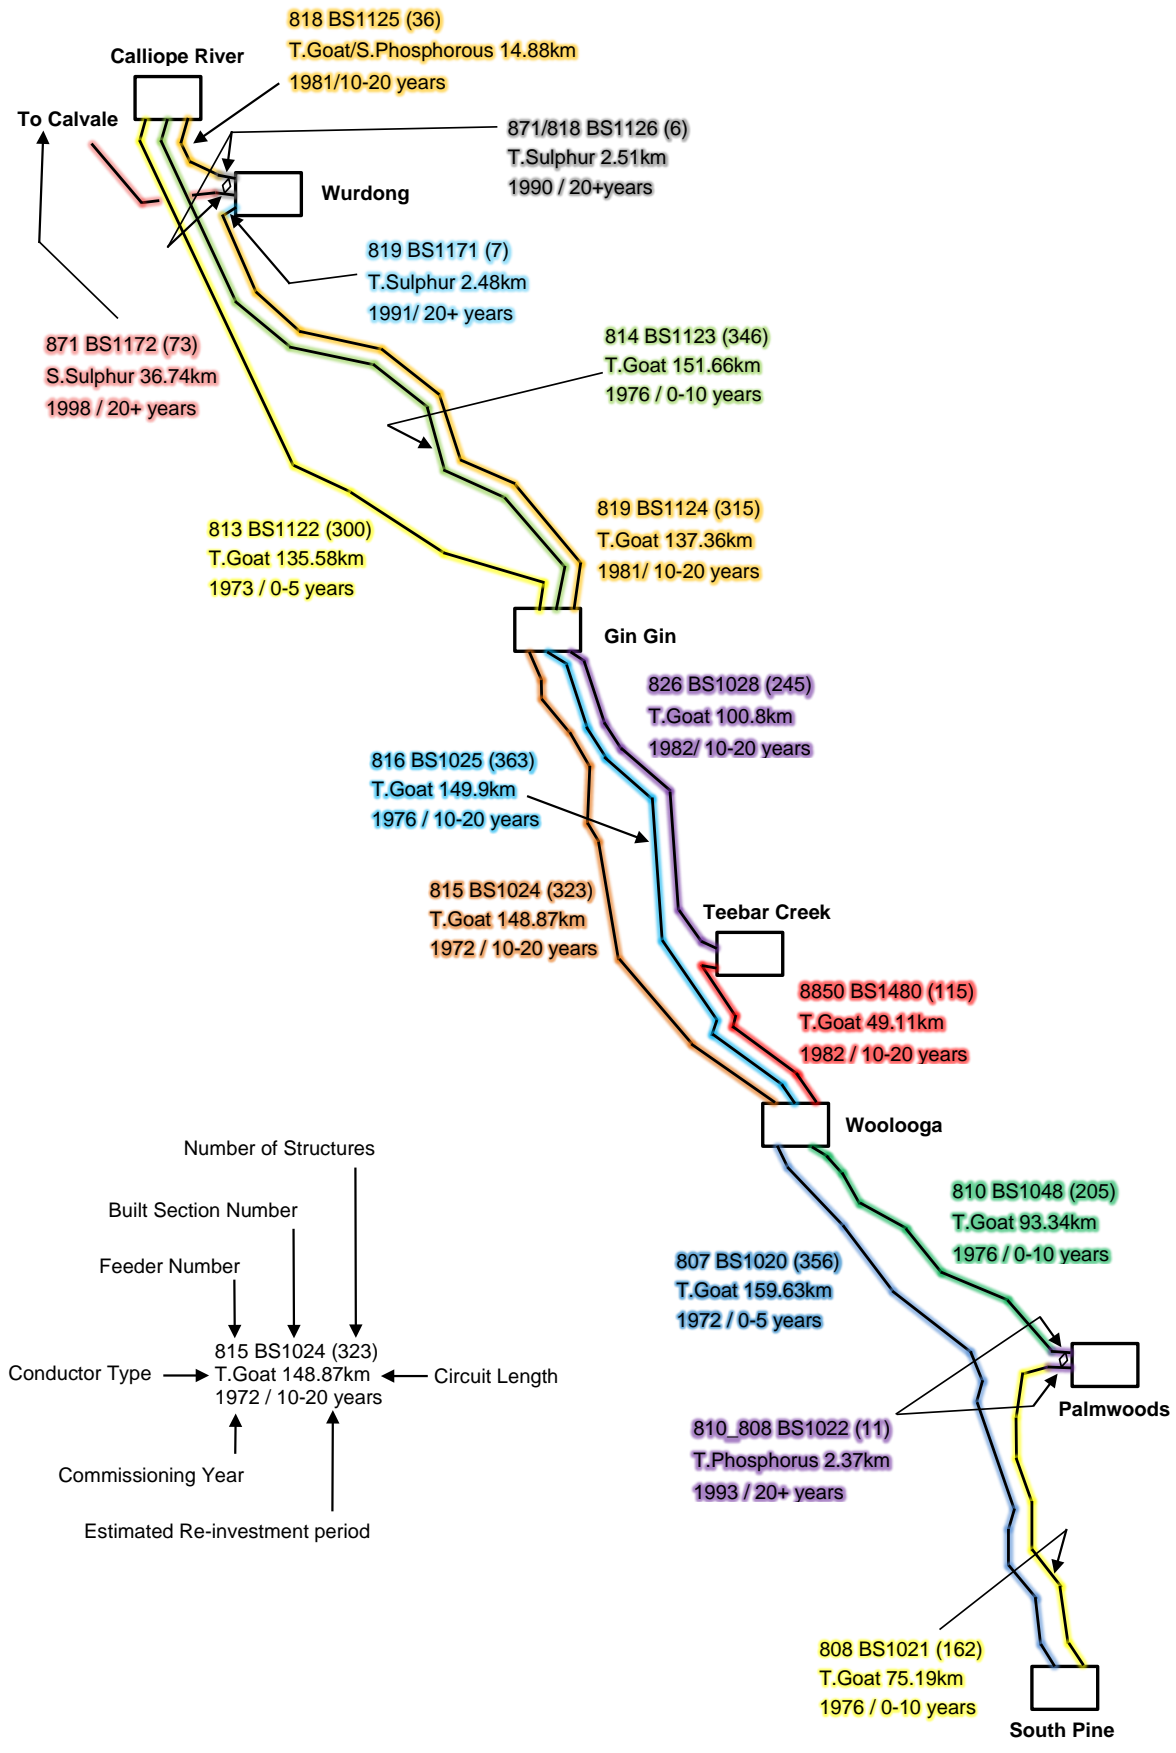 818 BS1125 (36)
T.Goat/S.Phosphorous 14.88km
1981/10-20 years
Calliope River
To Calvale
871/818 BS1126 (6)
T.Sulphur 2.51km
1990 / 20+years
Wurdong
819 BS1171 (7)
T.Sulphur 2.48km
1991/ 20+ years
871 BS1172 (73)
S.Sulphur 36.74km
1998 / 20+ years
814 BS1123 (346)
T.Goat 151.66km
1976 / 0-10 years
813 BS1122 (300)
T.Goat 135.58km
1973 / 0-5 years
819 BS1124 (315)
T.Goat 137.36km
1981/ 10-20 years
Gin Gin
826 BS1028 (245)
T.Goat 100.8km
1982/ 10-20 years
816 BS1025 (363)
T.Goat 149.9km
1976 / 10-20 years
815 BS1024 (323)
T.Goat 148.87km
1972 / 10-20 years
Teebar Creek
8850 BS1480 (115)
T.Goat 49.11km
1982 / 10-20 years
Woolooga
810 BS1048 (205)
T.Goat 93.34km
1976 / 0-10 years
807 BS1020 (356)
T.Goat 159.63km
1972 / 0-5 years
Palmwoods
810_808 BS1022 (11)
T.Phosphorus 2.37km
1993 / 20+ years
808 BS1021 (162)
T.Goat 75.19km
1976 / 0-10 years
South Pine
Number of Structures
Built Section Number
Feeder Number
815 BS1024 (323)
Conductor Type
T.Goat 148.87km
Circuit Length
1972 / 10-20 years
Commissioning Year
Estimated Re-investment period